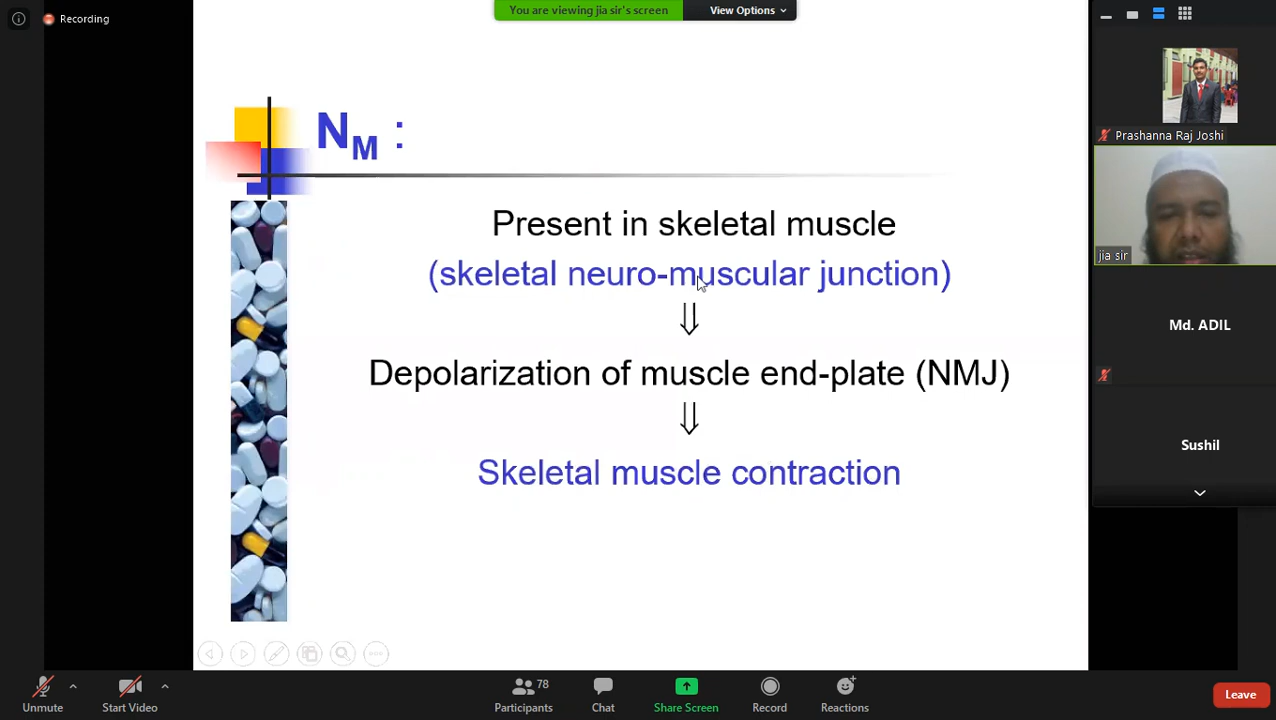 Recording
You are viewing jia sir's screen
View Options
N_M :
Present in skeletal muscle
(skeletal neuro-muscular junction)
⇓
Depolarization of muscle end-plate (NMJ)
⇓
Skeletal muscle contraction
Prashanna Raj Joshi
jia sir
Md. ADIL
Sushil
Unmute
Start Video
78
Participants
Chat
Share Screen
Record
Reactions
Leave